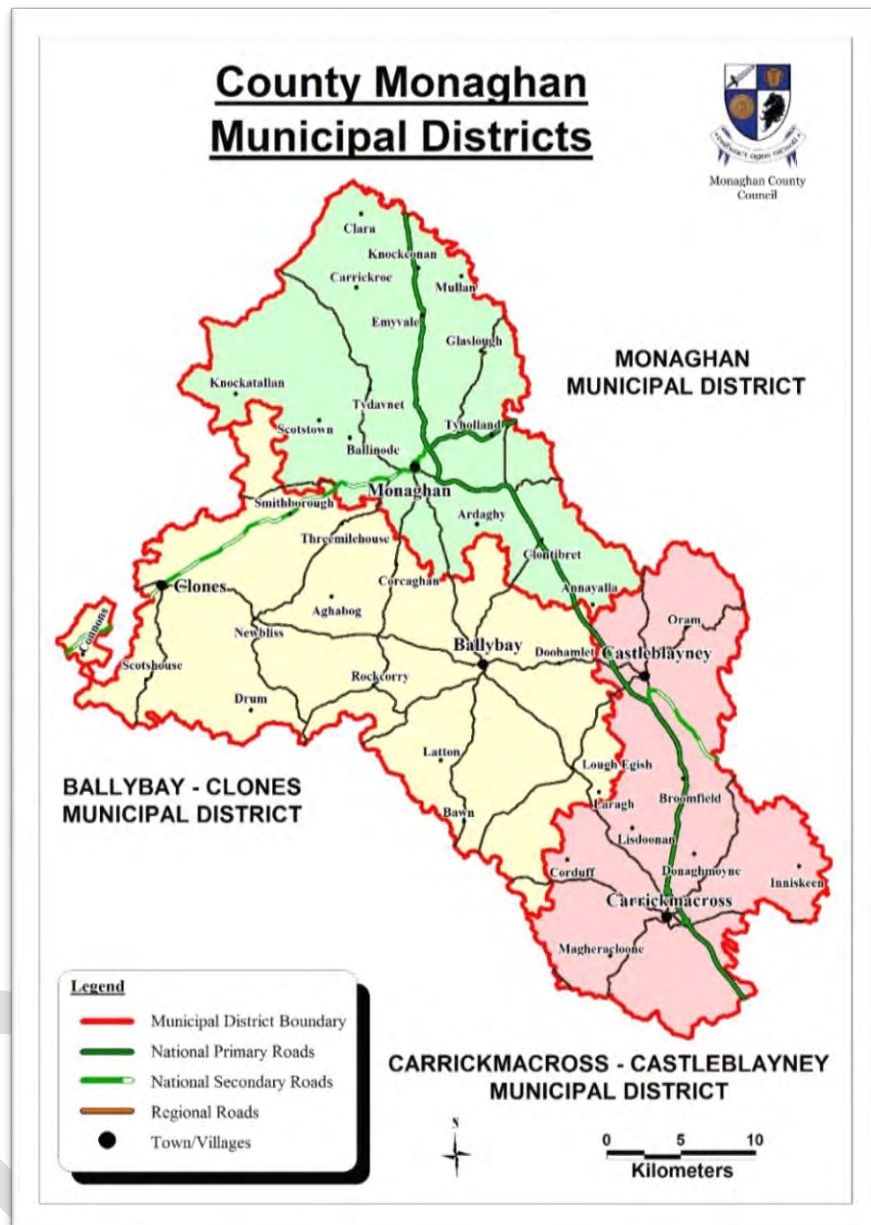 County Monaghan
Municipal Districts
Monaghan County
Council
Clara
Knockconan
Carrickroe
Mullan
Emyvale
Glaslough
MONAGHAN
MUNICIPAL DISTRICT
Knockatallan
Tydavnet
Scotstown
Tyholland
Ballinode
Monaghan
Smithborough
Ardaghy
Threemilehouse
Clontibret
Corcaghan
Clones
Annayalla
Aghabog
Oram
Connons
Newbliss
Ballybay
Doohamlet
Castleblayney
Scotshouse
Rockcorry
Drum
Latton
Lough Egish
BALLYBAY - CLONES
MUNICIPAL DISTRICT
Broomfield
Laragh
Bawn
Lisdoonan
Corduff
Donaghmoyne
Inniskeen
Carrickmacross
Magheracloone
Legend
Municipal District Boundary
National Primary Roads
National Secondary Roads
Regional Roads
Town/Villages
CARRICKMACROSS - CASTLEBLAYNEY
MUNICIPAL DISTRICT
N
0 5 10
Kilometers